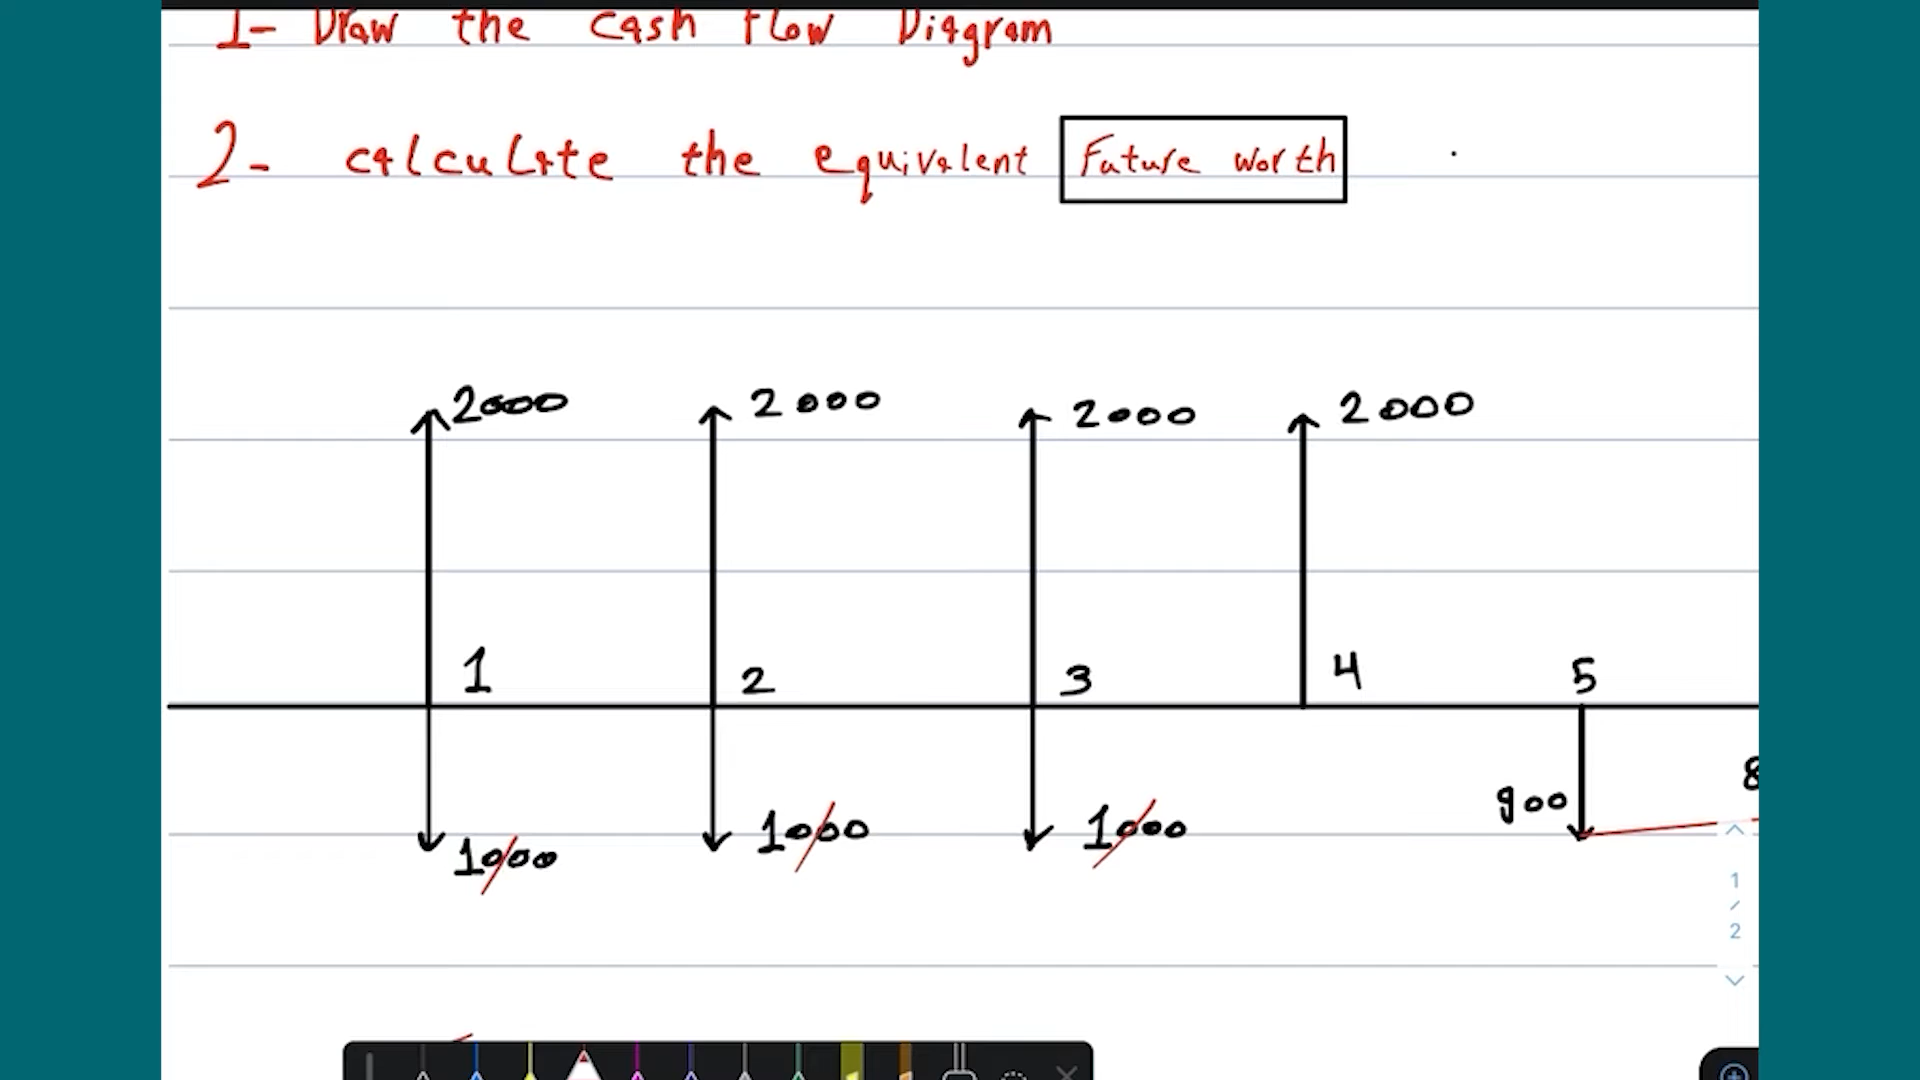 1- Draw the cash flow Diagram
2- calculate the equivalent Future worth
2000 2000 2000 2000
1 2 3 4 5
900
1000 1000 1000
1
/
2